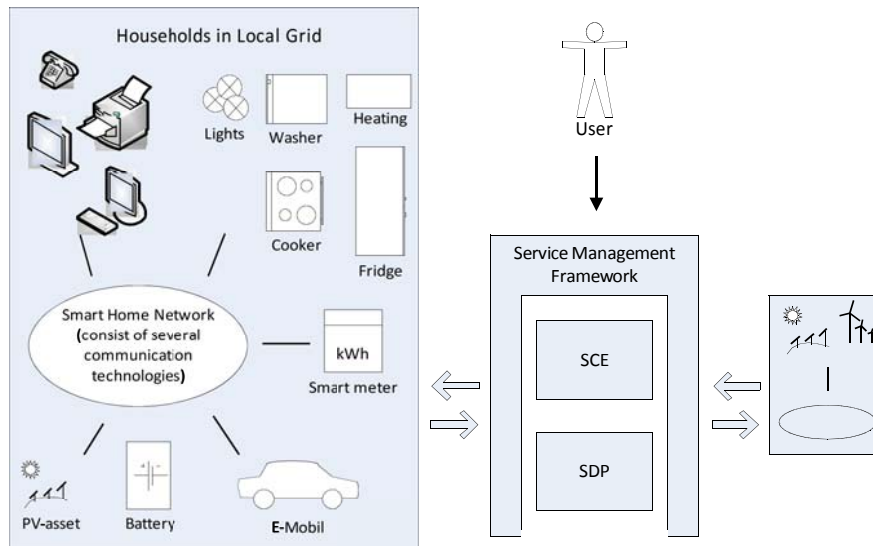 Households in Local Grid
Lights
Washer
Heating
Cooker
Fridge
Smart Home Network
(consist of several
communication
technologies)
kWh
Smart meter
PV-asset
Battery
E-Mobil
User
Service Management
Framework
SCE
SDP